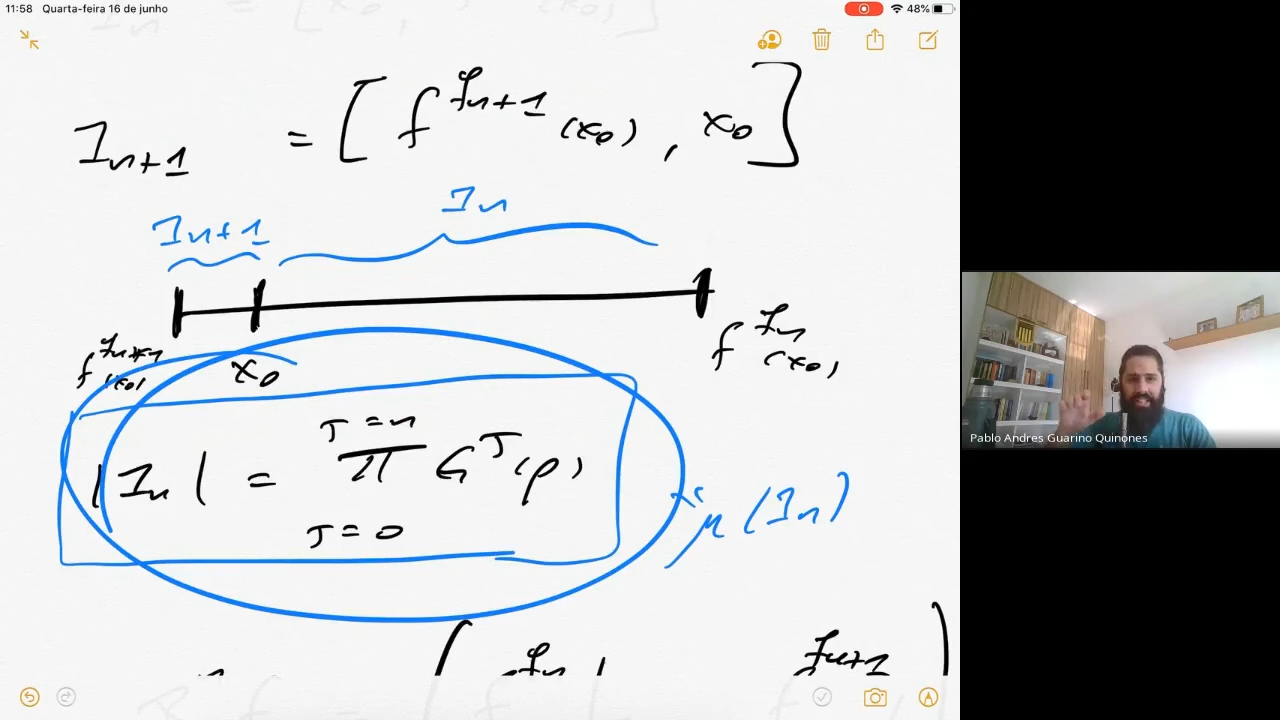 11:58 Quarta-feira 16 de junho 48%
I_{n+1} = [ f^{q_{n+1}}(x_0) , x_0 ]
I_{n+1} I_n
f^{q_{n+1}}(x_0) x_0 f^{q_n}(x_0)
|I_n| = \prod_{J=0}^{J=n} G^J(ρ)
μ(I_n)
Pablo Andres Guarino Quinones